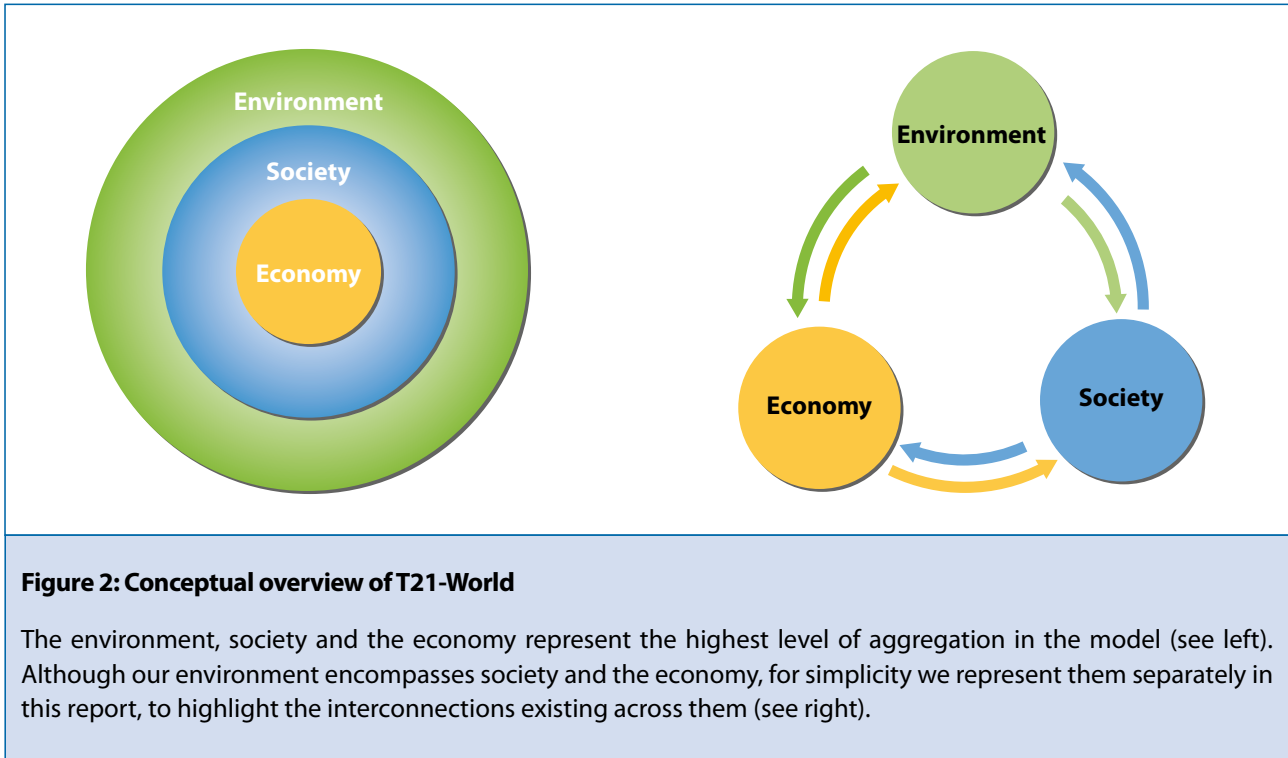 Environment
Society
Economy
Environment
Economy
Society
Figure 2: Conceptual overview of T21-World
The environment, society and the economy represent the highest level of aggregation in the model (see left).
Although our environment encompasses society and the economy, for simplicity we represent them separately in
this report, to highlight the interconnections existing across them (see right).